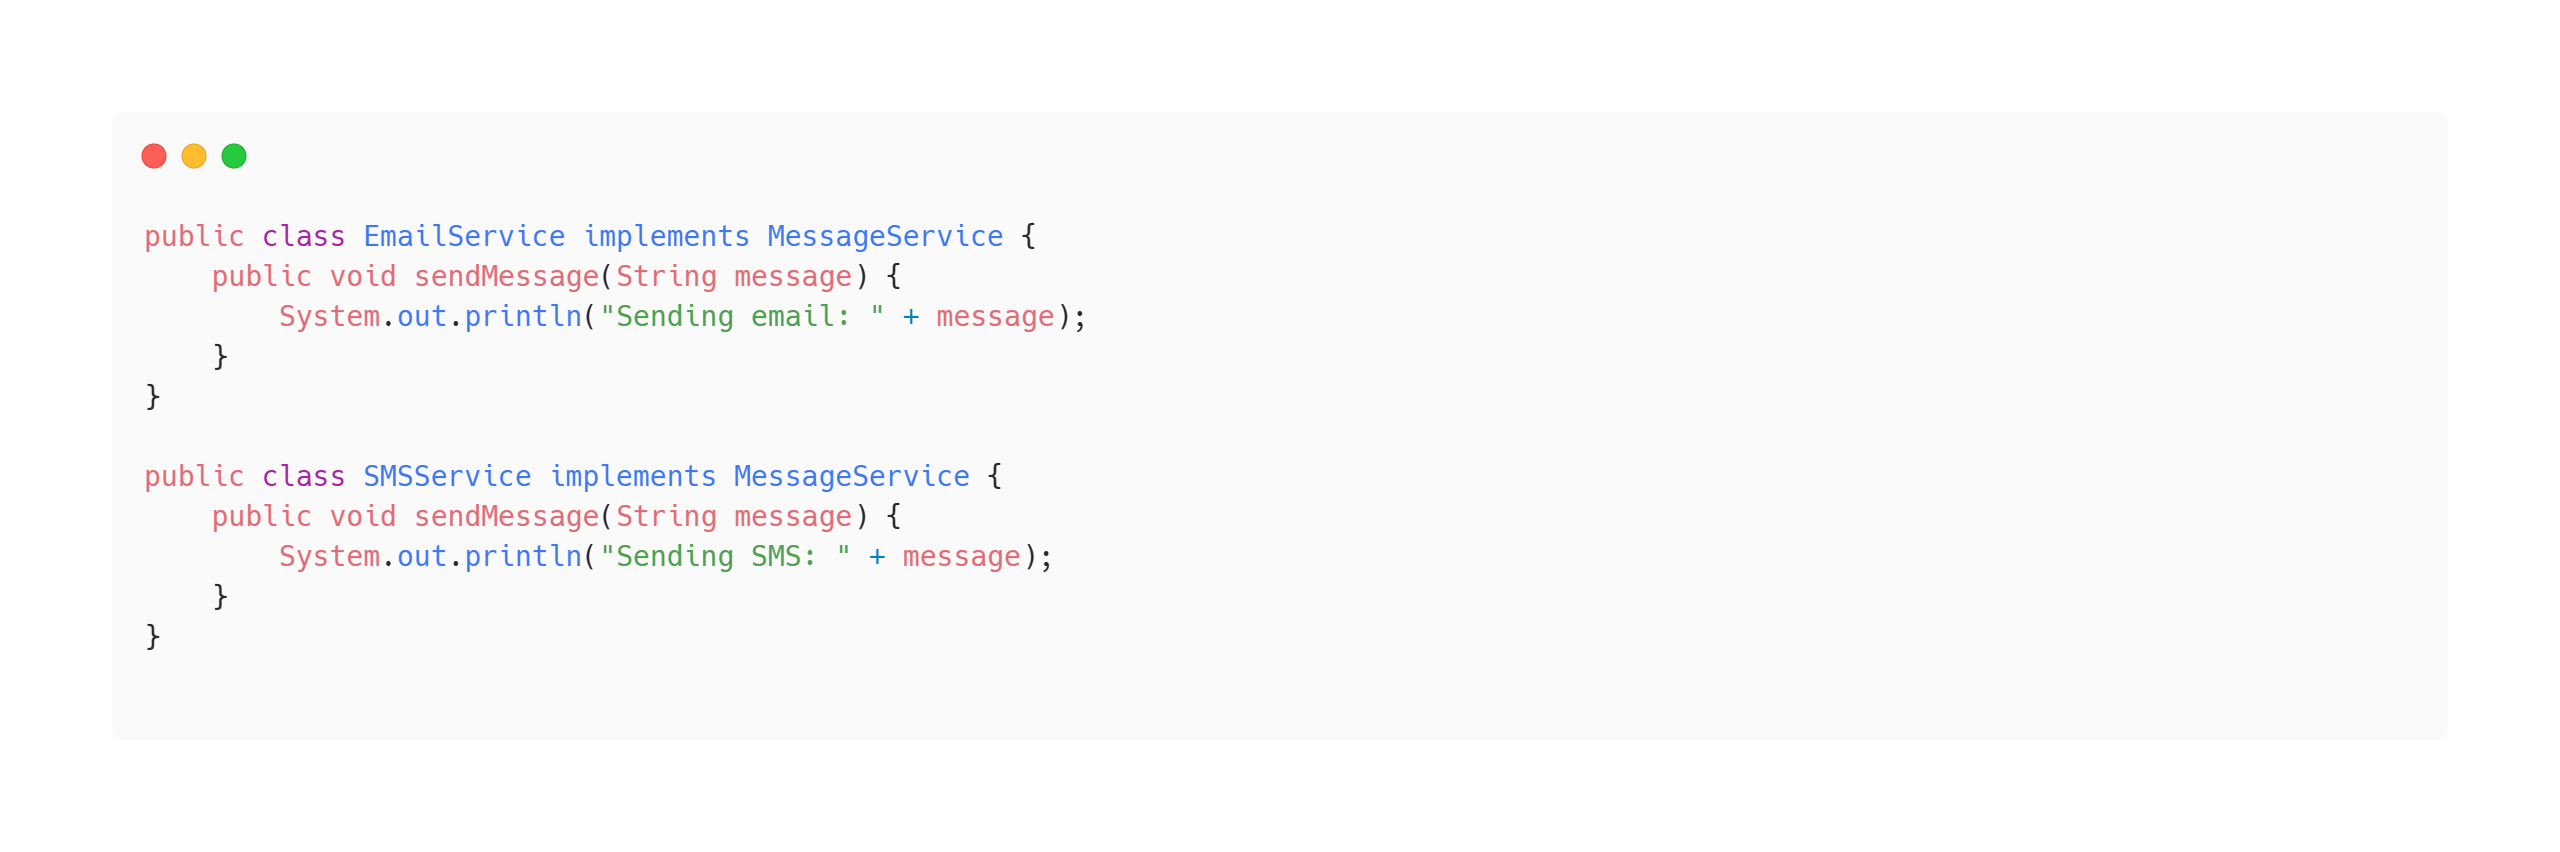 public class EmailService implements MessageService {
    public void sendMessage(String message) {
        System.out.println("Sending email: " + message);
    }
}

public class SMSService implements MessageService {
    public void sendMessage(String message) {
        System.out.println("Sending SMS: " + message);
    }
}